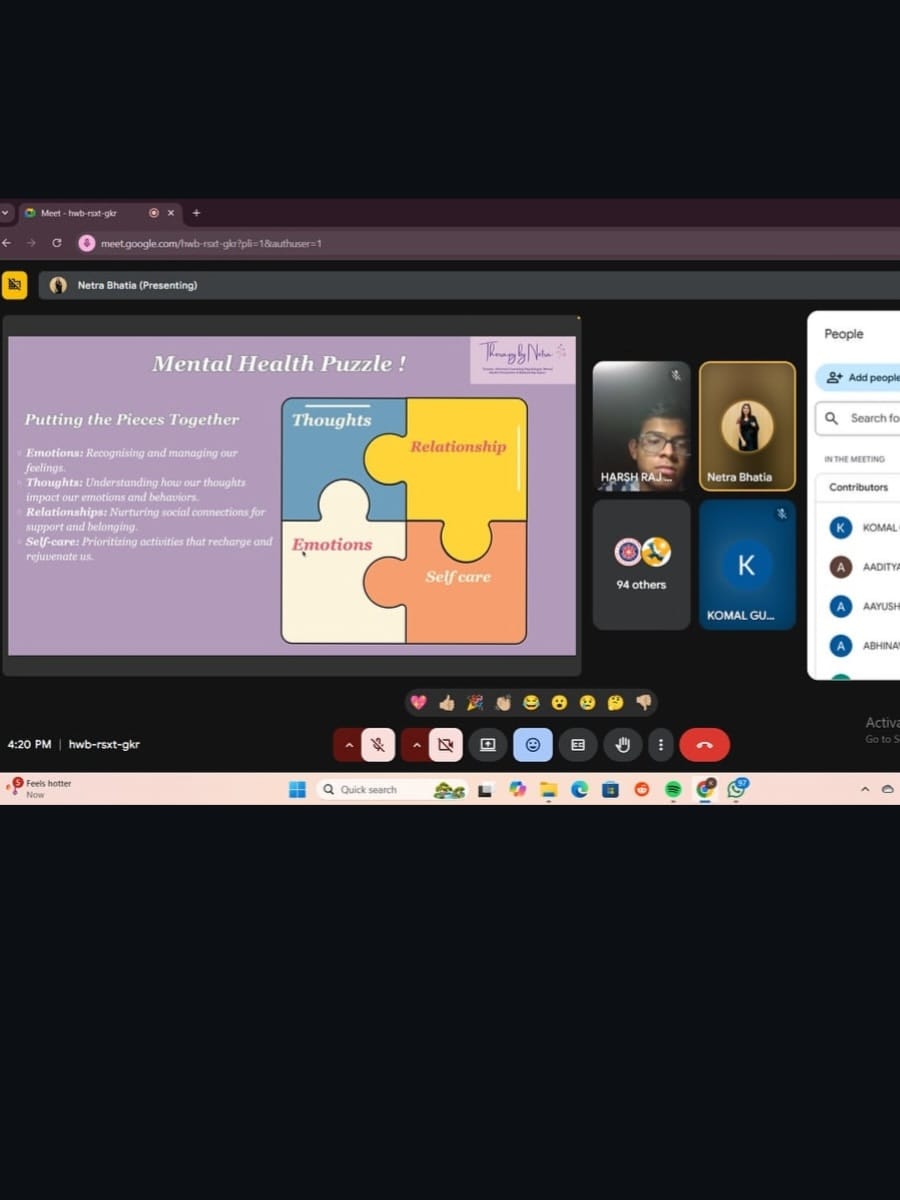 Meet - hwb-rsxt-gkr
meet.google.com/hwb-rsxt-gkr?pli=1&authuser=1
Netra Bhatia (Presenting)
Mental Health Puzzle !
Therapy by Netra
Putting the Pieces Together
Emotions: Recognising and managing our
feelings.
Thoughts: Understanding how our thoughts
impact our emotions and behaviors.
Relationships: Nurturing social connections for
support and belonging.
Self-care: Prioritizing activities that recharge and
rejuvenate us.
Thoughts
Relationship
Emotions
Self care
HARSH RAJ ...
Netra Bhatia
94 others
K
KOMAL GU...
People
Add people
Search fo
IN THE MEETING
Contributors
K KOMAL
A AADITYA
A AAYUSH
A ABHINAV
4:20 PM | hwb-rsxt-gkr
Activa
Go to S
5
Feels hotter
Now
Quick search
97